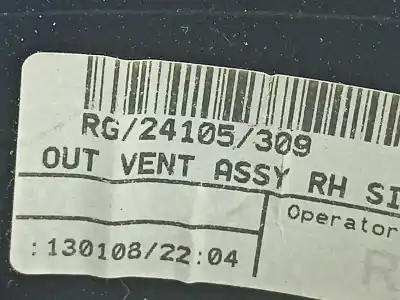 RG/24105/309
OUT VENT ASSY RH SI
Operator
:130108/22:04
R